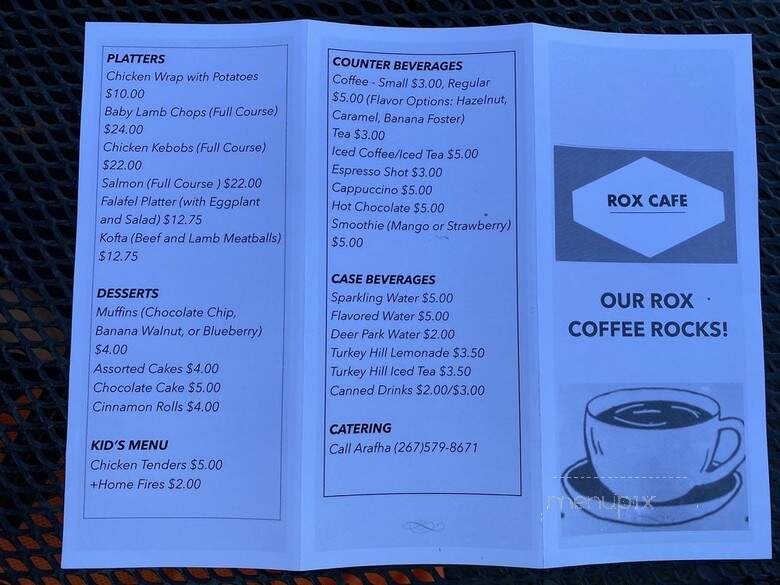 PLATTERS
Chicken Wrap with Potatoes
$10.00
Baby Lamb Chops (Full Course)
$24.00
Chicken Kebobs (Full Course)
$22.00
Salmon (Full Course ) $22.00
Falafel Platter (with Eggplant
and Salad) $12.75
Kofta (Beef and Lamb Meatballs)
$12.75
DESSERTS
Muffins (Chocolate Chip,
Banana Walnut, or Blueberry)
$4.00
Assorted Cakes $4.00
Chocolate Cake $5.00
Cinnamon Rolls $4.00
KID'S MENU
Chicken Tenders $5.00
+Home Fires $2.00
COUNTER BEVERAGES
Coffee - Small $3.00, Regular
$5.00 (Flavor Options: Hazelnut,
Caramel, Banana Foster)
Tea $3.00
Iced Coffee/Iced Tea $5.00
Espresso Shot $3.00
Cappuccino $5.00
Hot Chocolate $5.00
Smoothie (Mango or Strawberry)
$5.00
CASE BEVERAGES
Sparkling Water $5.00
Flavored Water $5.00
Deer Park Water $2.00
Turkey Hill Lemonade $3.50
Turkey Hill Iced Tea $3.50
Canned Drinks $2.00/$3.00
CATERING
Call Arafha (267)579-8671
ROX CAFE
OUR ROX
COFFEE ROCKS!
menupix